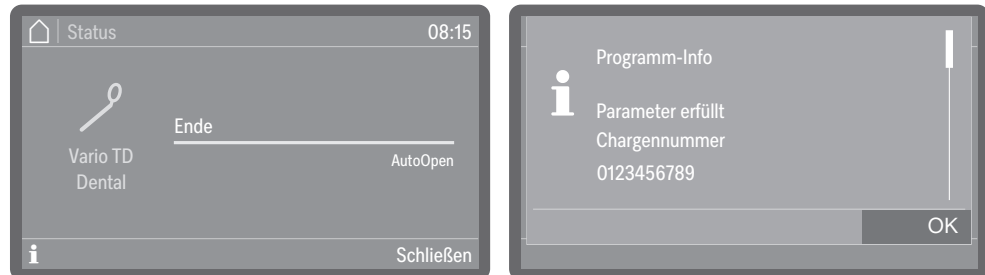 Status 08:15
Ende
Vario TD
Dental
AutoOpen
i Schließen
i
Programm-Info
Parameter erfüllt
Chargennummer
0123456789
OK